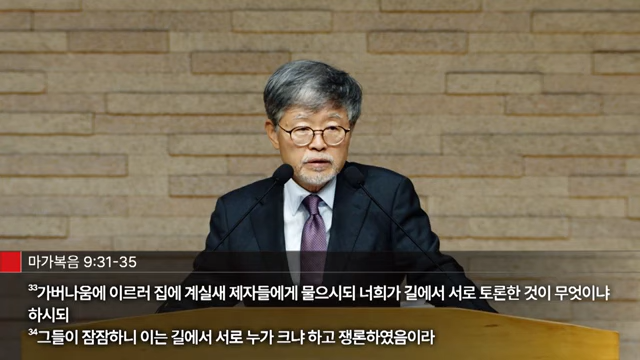 마가복음 9:31-35
³³가버나움에 이르러 집에 계실새 제자들에게 물으시되 너희가 길에서 서로 토론한 것이 무엇이냐
하시되
³⁴그들이 잠잠하니 이는 길에서 서로 누가 크냐 하고 쟁론하였음이라